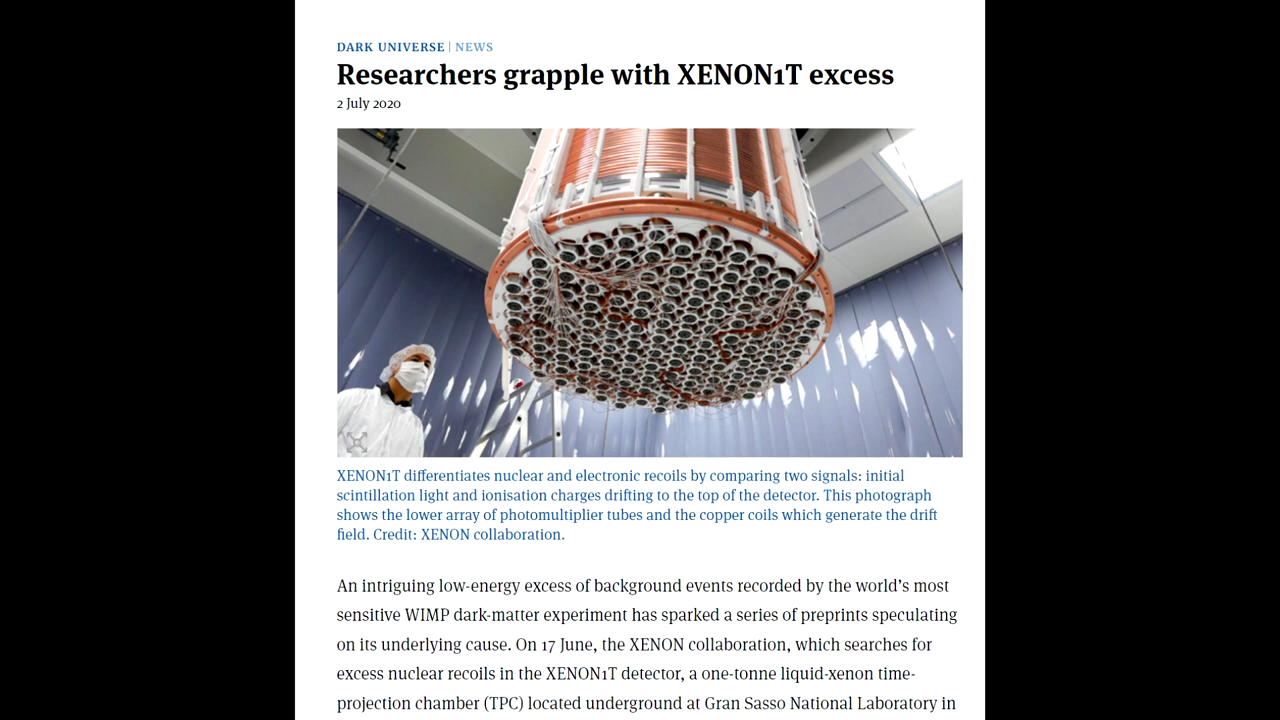 DARK UNIVERSE | NEWS
Researchers grapple with XENON1T excess
2 July 2020
XENON1T differentiates nuclear and electronic recoils by comparing two signals: initial
scintillation light and ionisation charges drifting to the top of the detector. This photograph
shows the lower array of photomultiplier tubes and the copper coils which generate the drift
field. Credit: XENON collaboration.
An intriguing low-energy excess of background events recorded by the world’s most
sensitive WIMP dark-matter experiment has sparked a series of preprints speculating
on its underlying cause. On 17 June, the XENON collaboration, which searches for
excess nuclear recoils in the XENON1T detector, a one-tonne liquid-xenon time-
projection chamber (TPC) located underground at Gran Sasso National Laboratory in